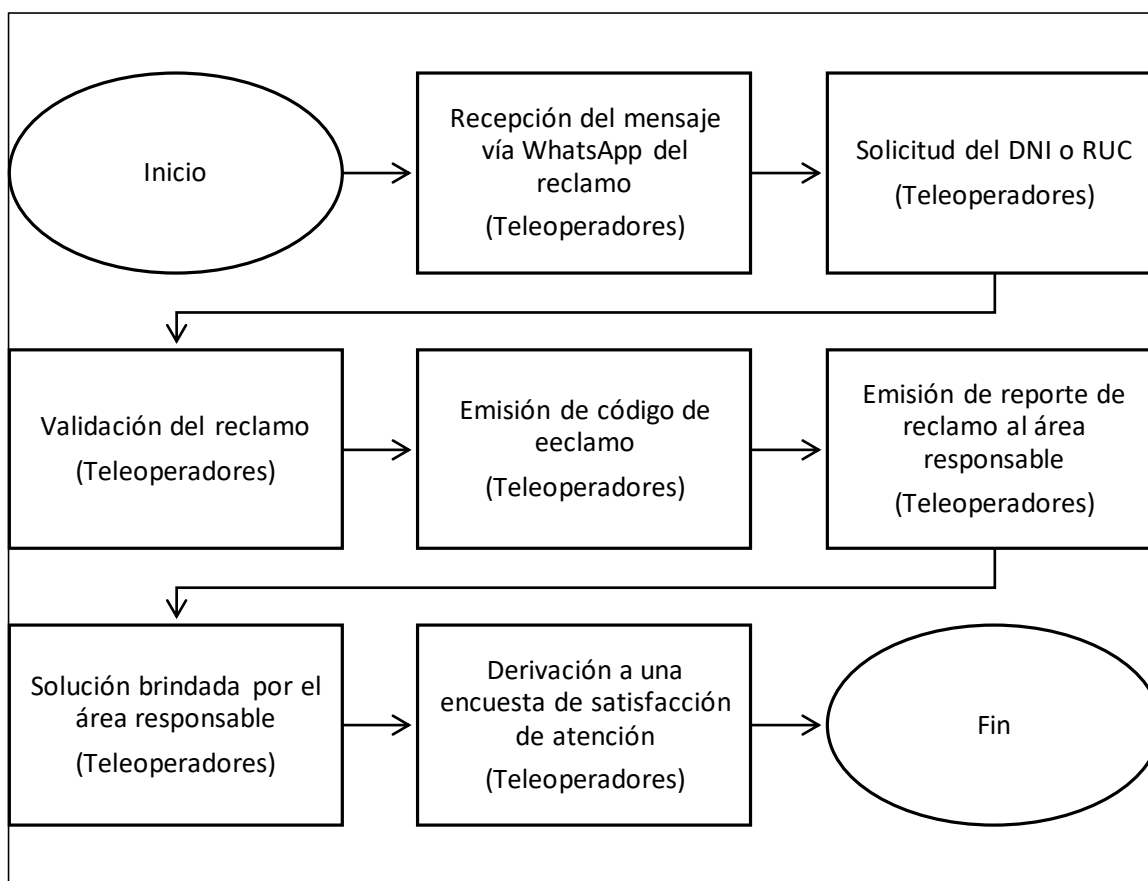 Inicio
Recepción del mensaje
vía WhatsApp del
reclamo
(Teleoperadores)
Solicitud del DNI o RUC
(Teleoperadores)
Validación del reclamo
(Teleoperadores)
Emisión de código de
eeclamo
(Teleoperadores)
Emisión de reporte de
reclamo al área
responsable
(Teleoperadores)
Solución brindada por el
área responsable
(Teleoperadores)
Derivación a una
encuesta de satisfacción
de atención
(Teleoperadores)
Fin